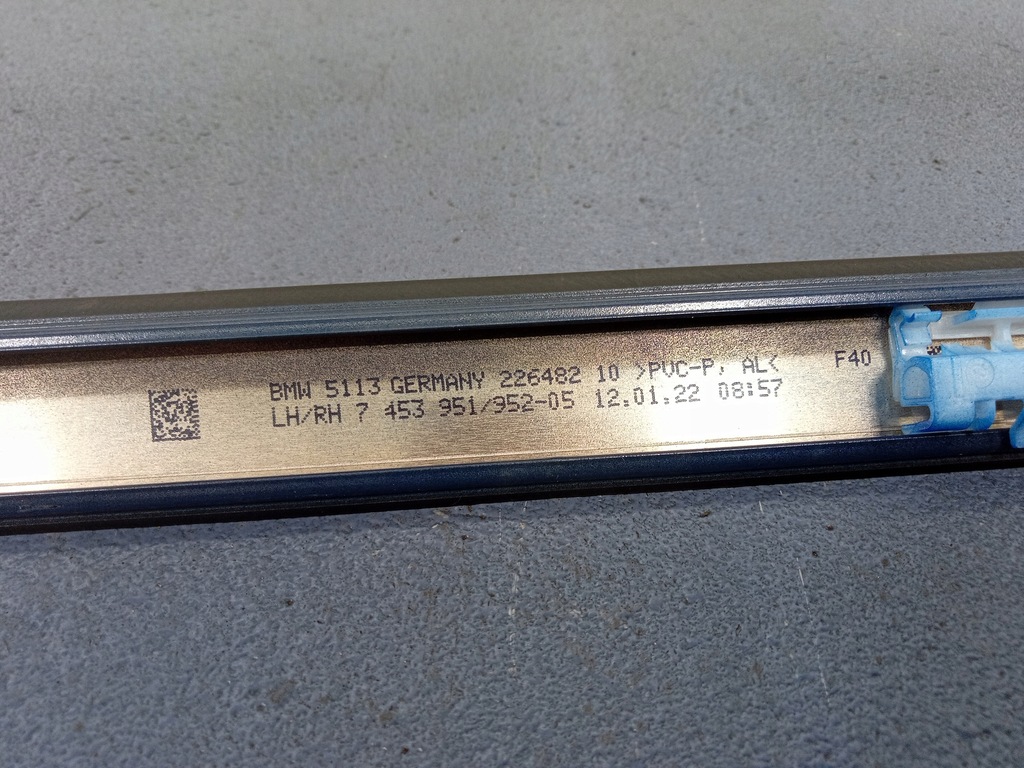 BMW 5113 GERMANY 226482 10 >PVC-P, AL< F40
LH/RH 7 453 951/952-05 12.01.22 08:57